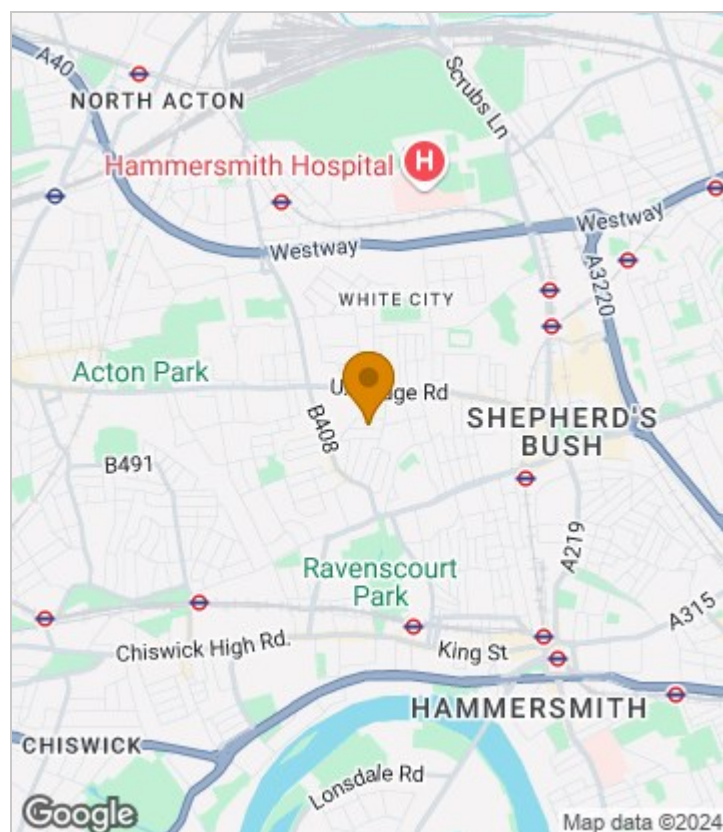 A40
Scrubs Ln
NORTH ACTON
Hammersmith Hospital
H
Westway
Westway
A3220
WHITE CITY
Acton Park
Rd
B408
SHEPHERD'S
BUSH
B491
A219
Ravenscourt
Park
A315
Chiswick High Rd.
King St
HAMMERSMITH
CHISWICK
Lonsdale Rd
Google
Map data ©2024